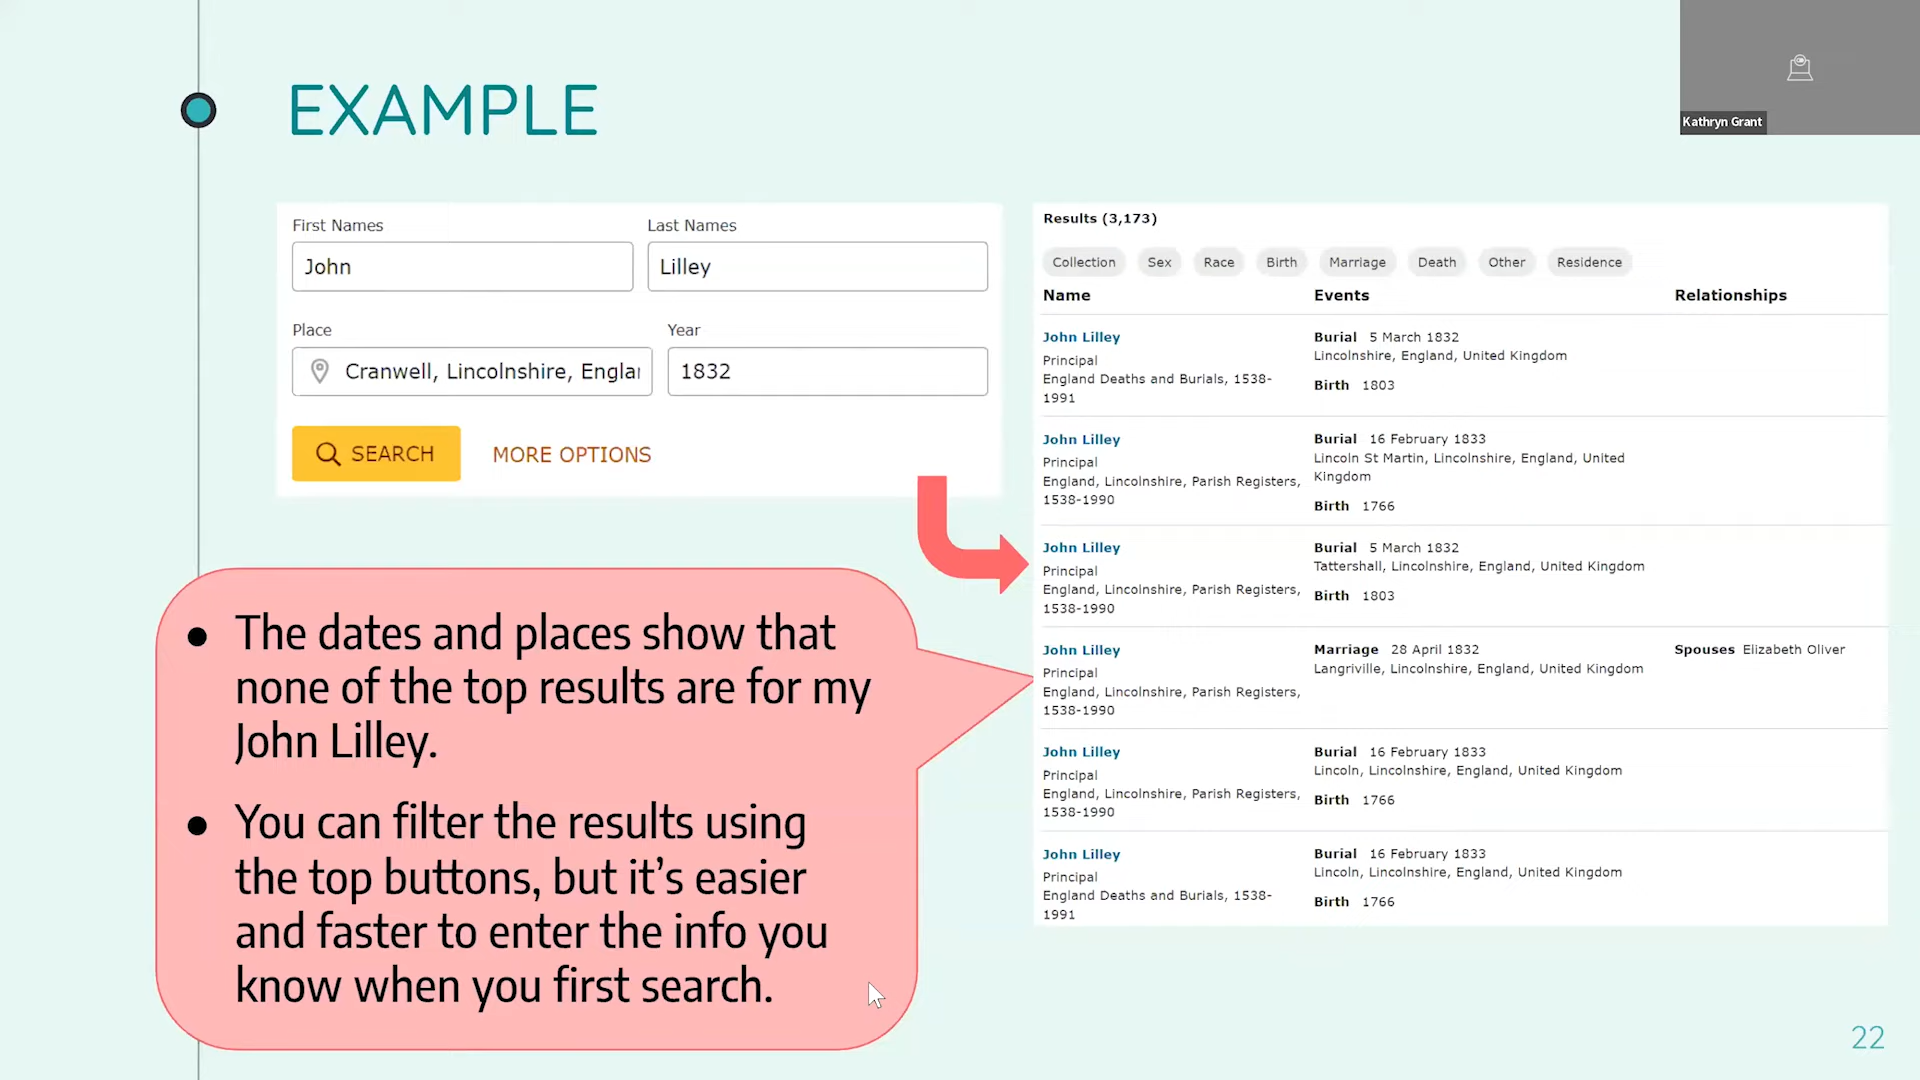 EXAMPLE
Kathryn Grant
First Names
Last Names
John
Lilley
Place
Year
Cranwell, Lincolnshire, Englar
1832
SEARCH
MORE OPTIONS
Results (3,173)
Collection Sex Race Birth Marriage Death Other Residence
Name Events Relationships
John Lilley
Principal
England Deaths and Burials, 1538-
1991
Burial 5 March 1832
Lincolnshire, England, United Kingdom
Birth 1803
John Lilley
Principal
England, Lincolnshire, Parish Registers,
1538-1990
Burial 16 February 1833
Lincoln St Martin, Lincolnshire, England, United
Kingdom
Birth 1766
John Lilley
Principal
England, Lincolnshire, Parish Registers,
1538-1990
Burial 5 March 1832
Tattershall, Lincolnshire, England, United Kingdom
Birth 1803
John Lilley
Principal
England, Lincolnshire, Parish Registers,
1538-1990
Marriage 28 April 1832
Langriville, Lincolnshire, England, United Kingdom
Spouses Elizabeth Oliver
John Lilley
Principal
England, Lincolnshire, Parish Registers,
1538-1990
Burial 16 February 1833
Lincoln, Lincolnshire, England, United Kingdom
Birth 1766
John Lilley
Principal
England Deaths and Burials, 1538-
1991
Burial 16 February 1833
Lincoln, Lincolnshire, England, United Kingdom
Birth 1766
● The dates and places show that
none of the top results are for my
John Lilley.
● You can filter the results using
the top buttons, but it's easier
and faster to enter the info you
know when you first search.
22